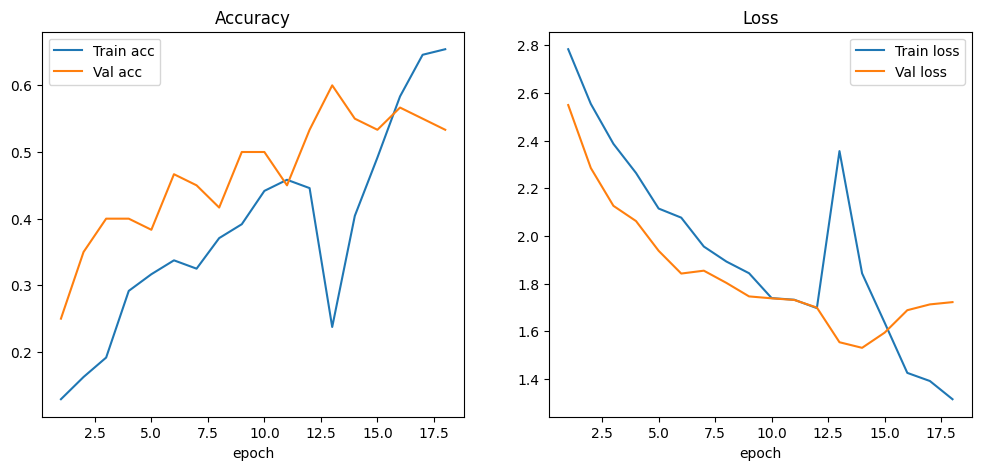 Accuracy
Train acc
Val acc
0.6
0.5
0.4
0.3
0.2
2.5 5.0 7.5 10.0 12.5 15.0 17.5
epoch
Loss
Train loss
Val loss
2.8
2.6
2.4
2.2
2.0
1.8
1.6
1.4
2.5 5.0 7.5 10.0 12.5 15.0 17.5
epoch